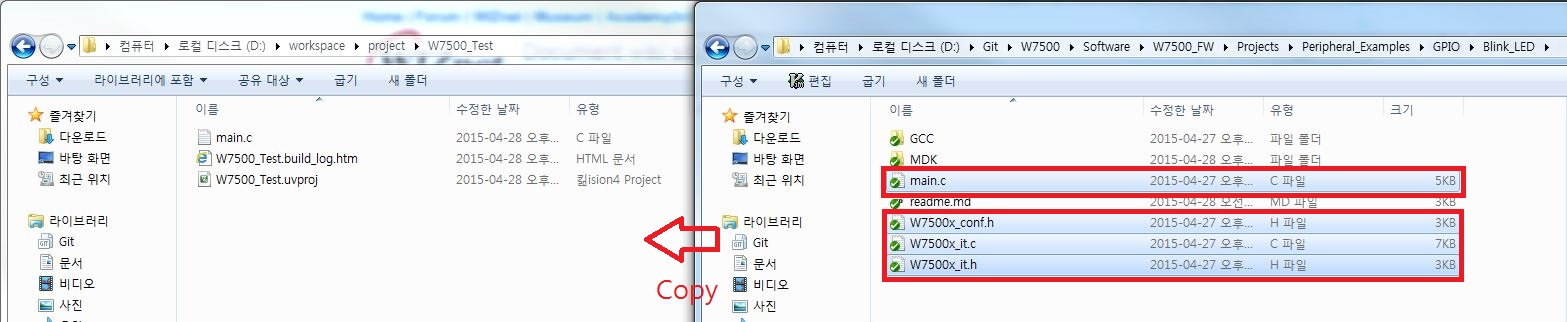 컴퓨터 ▸ 로컬 디스크 (D:) ▸ workspace ▸ project ▸ W7500_Test
구성 ▼ 라이브러리에 포함 ▼ 공유 대상 ▼ 굽기 새 폴더
즐겨찾기
다운로드
바탕 화면
최근 위치
라이브러리
Git
문서
비디오
사진
이름 수정한 날짜 유형
main.c 2015-04-28 오후... C 파일
W7500_Test.build_log.htm 2015-04-28 오후... HTML 문서
W7500_Test.uvproj 2015-04-28 오후... 킮ision4 Project
Copy
컴퓨터 ▸ 로컬 디스크 (D:) ▸ Git ▸ W7500 ▸ Software ▸ W7500_FW ▸ Projects ▸ Peripheral_Examples ▸ GPIO ▸ Blink_LED ▸
구성 ▼ 편집 굽기 새 폴더
즐겨찾기
다운로드
바탕 화면
최근 위치
라이브러리
Git
문서
비디오
사진
이름 수정한 날짜 유형 크기
GCC 2015-04-27 오후... 파일 폴더
MDK 2015-04-28 오후... 파일 폴더
main.c 2015-04-27 오후... C 파일 5KB
readme.md 2015-04-28 오전... MD 파일 3KB
W7500x_conf.h 2015-04-27 오후... H 파일 3KB
W7500x_it.c 2015-04-27 오후... C 파일 7KB
W7500x_it.h 2015-04-27 오후... H 파일 3KB